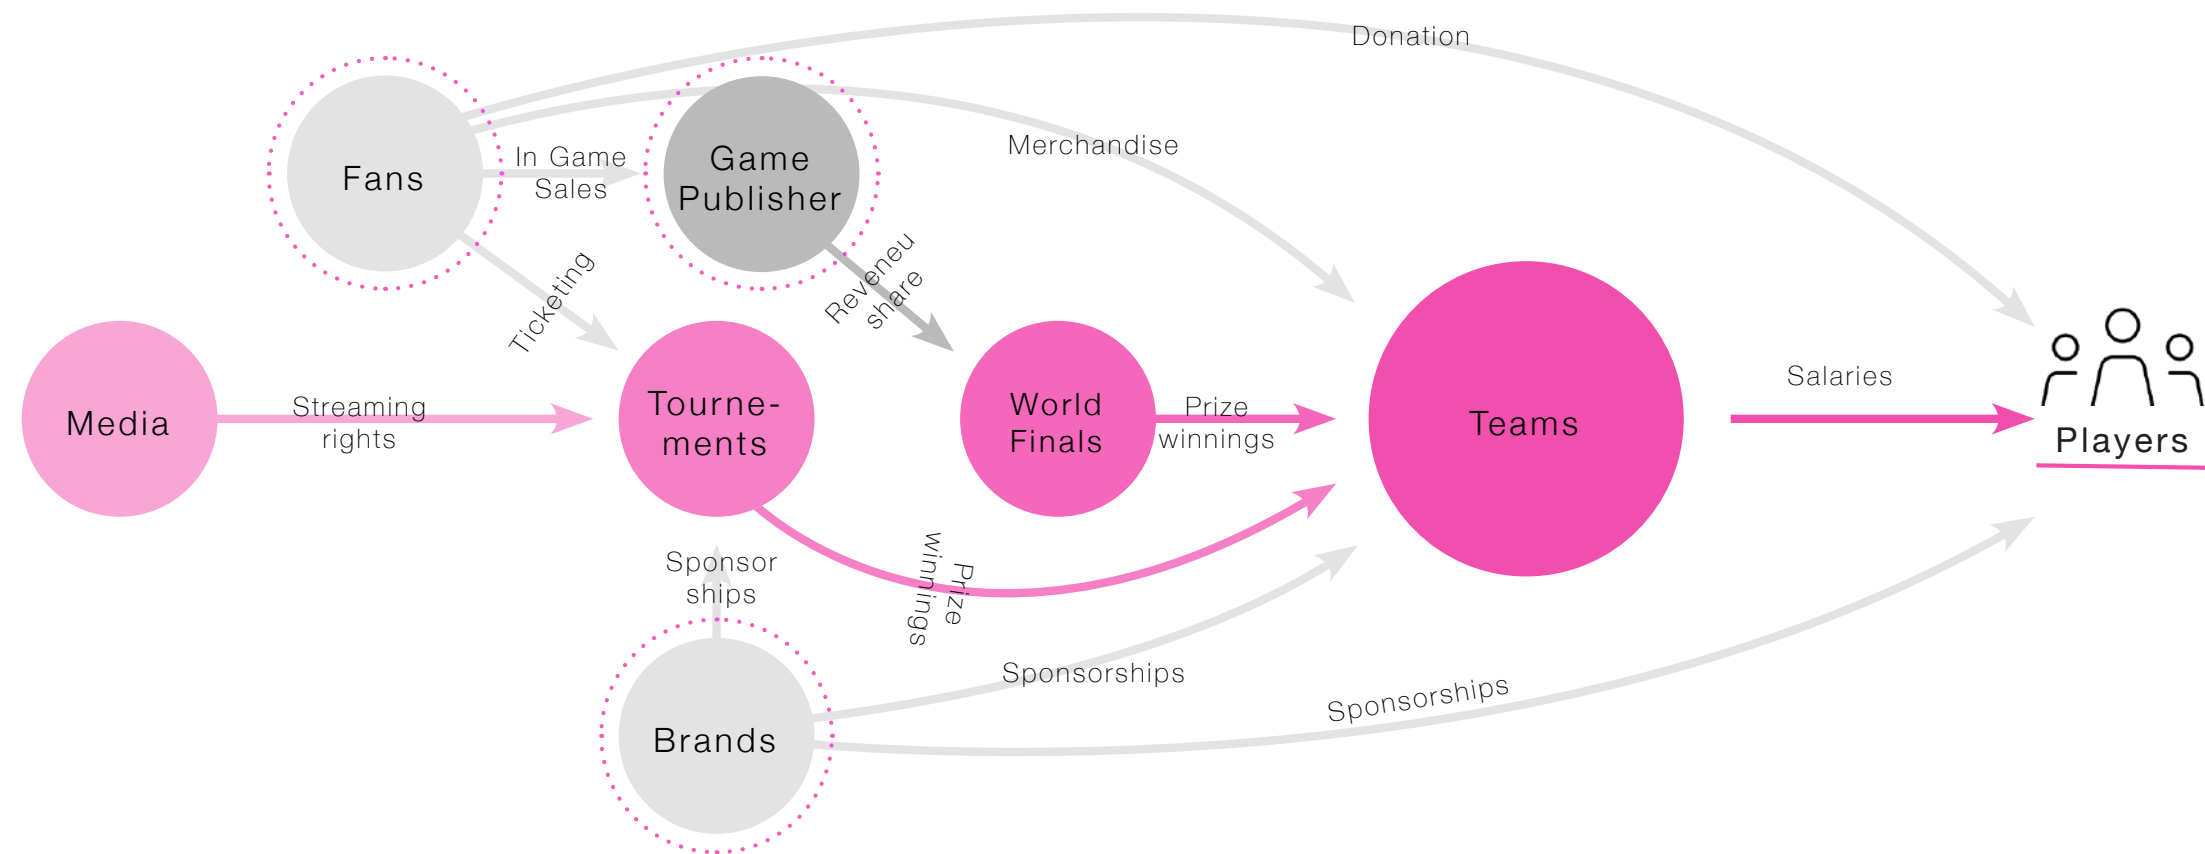 Donation
Merchandise
Fans
In Game
Sales
Game
Publisher
Ticketing
Reveneu
share
Media
Streaming
rights
Tourne-
ments
World
Finals
Prize
winnings
Teams
Salaries
Players
Prize
winnings
Sponsor
ships
Brands
Sponsorships
Sponsorships